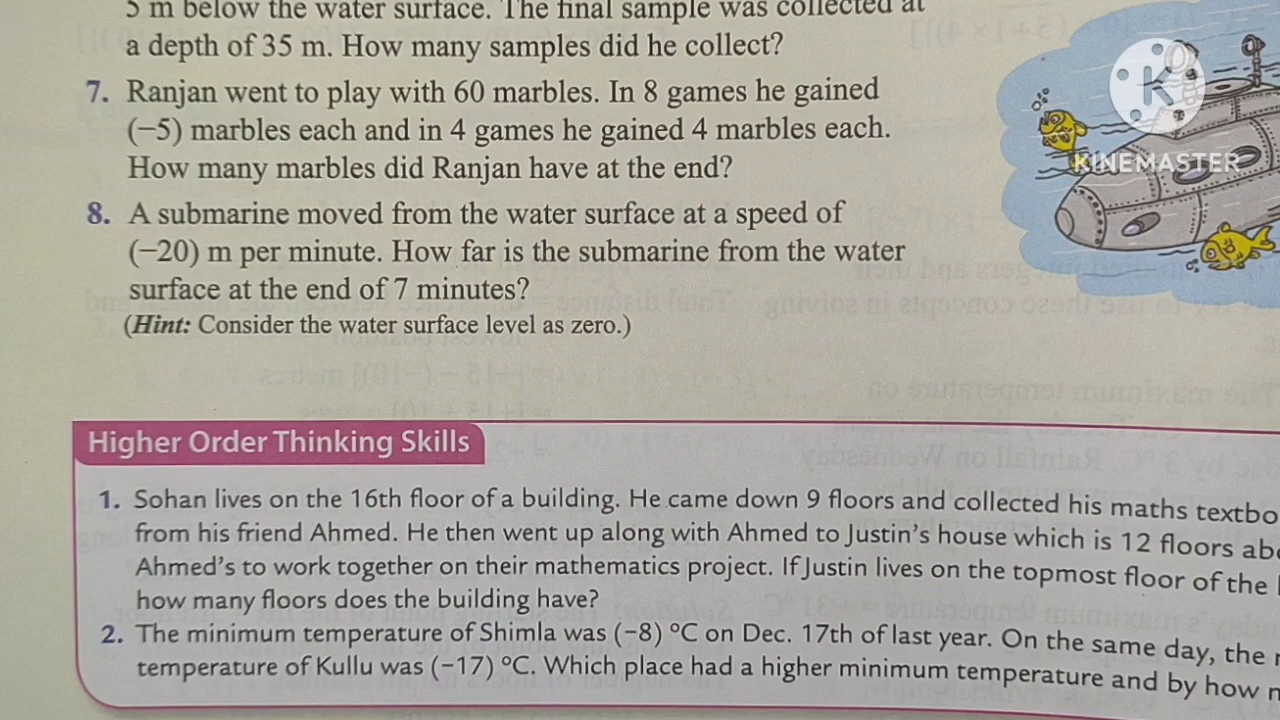 5 m below the water surface. The final sample was collected at
a depth of 35 m. How many samples did he collect?
7. Ranjan went to play with 60 marbles. In 8 games he gained
(−5) marbles each and in 4 games he gained 4 marbles each.
How many marbles did Ranjan have at the end?
8. A submarine moved from the water surface at a speed of
(−20) m per minute. How far is the submarine from the water
surface at the end of 7 minutes?
(Hint: Consider the water surface level as zero.)
K
KINEMASTER
Higher Order Thinking Skills
1. Sohan lives on the 16th floor of a building. He came down 9 floors and collected his maths textbo
from his friend Ahmed. He then went up along with Ahmed to Justin's house which is 12 floors abo
Ahmed's to work together on their mathematics project. If Justin lives on the topmost floor of the
how many floors does the building have?
2. The minimum temperature of Shimla was (−8) °C on Dec. 17th of last year. On the same day, the
temperature of Kullu was (−17) °C. Which place had a higher minimum temperature and by how